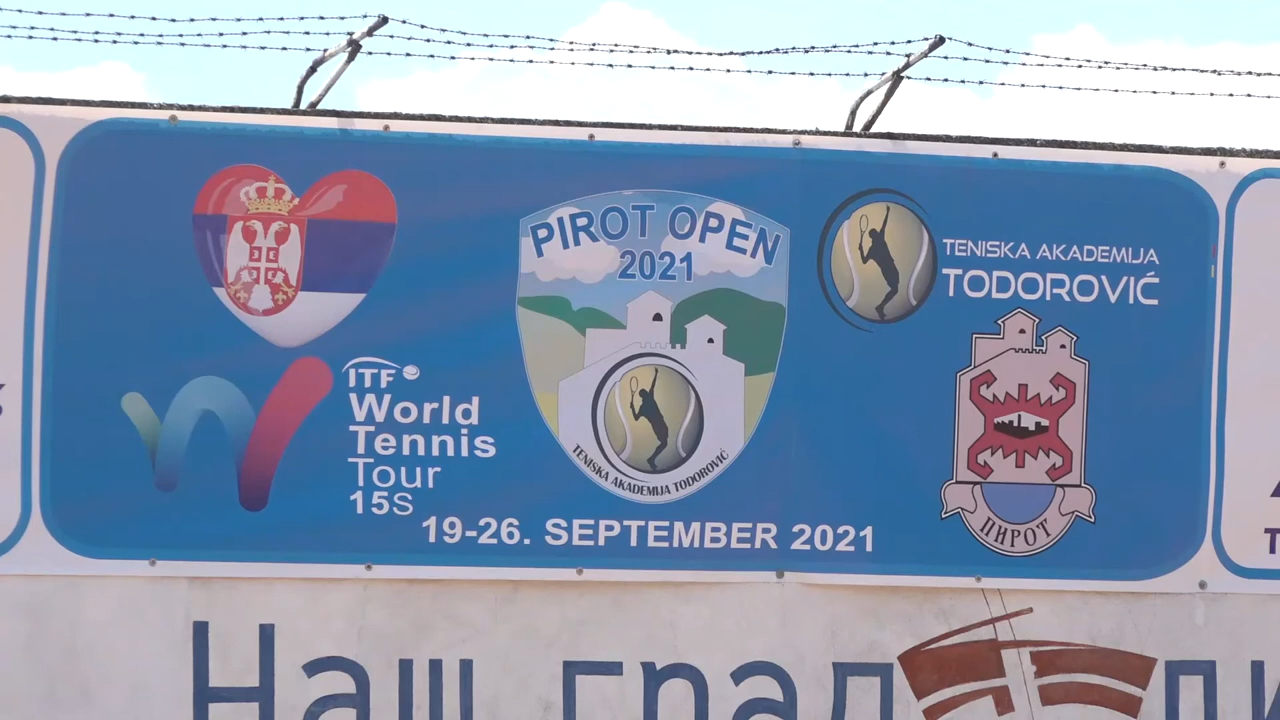 PIROT OPEN
2021
TENISKA AKADEMIJA TODOROVIĆ
TENISKA AKADEMIJA
TODOROVIĆ
ITF
World
Tennis
Tour
15S
ПИРОТ
19-26. SEPTEMBER 2021
Наш град